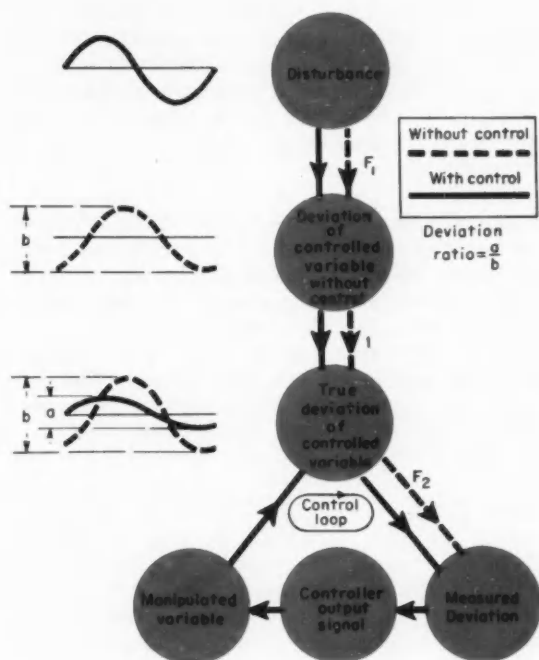 Disturbance
Without control
With control
Deviation
ratio = a/b
F₁
b
Deviation
of
controlled
variable
without
control
1
b
a
True
deviation
of
controlled
variable
F₂
Control
loop
Manipulated
variable
Controller
output
signal
Measured
Deviation